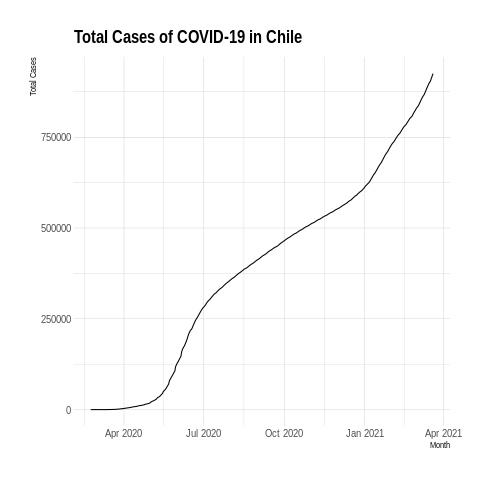 Total Cases of COVID-19 in Chile
Total Cases
750000
500000
250000
0
Apr 2020 Jul 2020 Oct 2020 Jan 2021 Apr 2021
Month